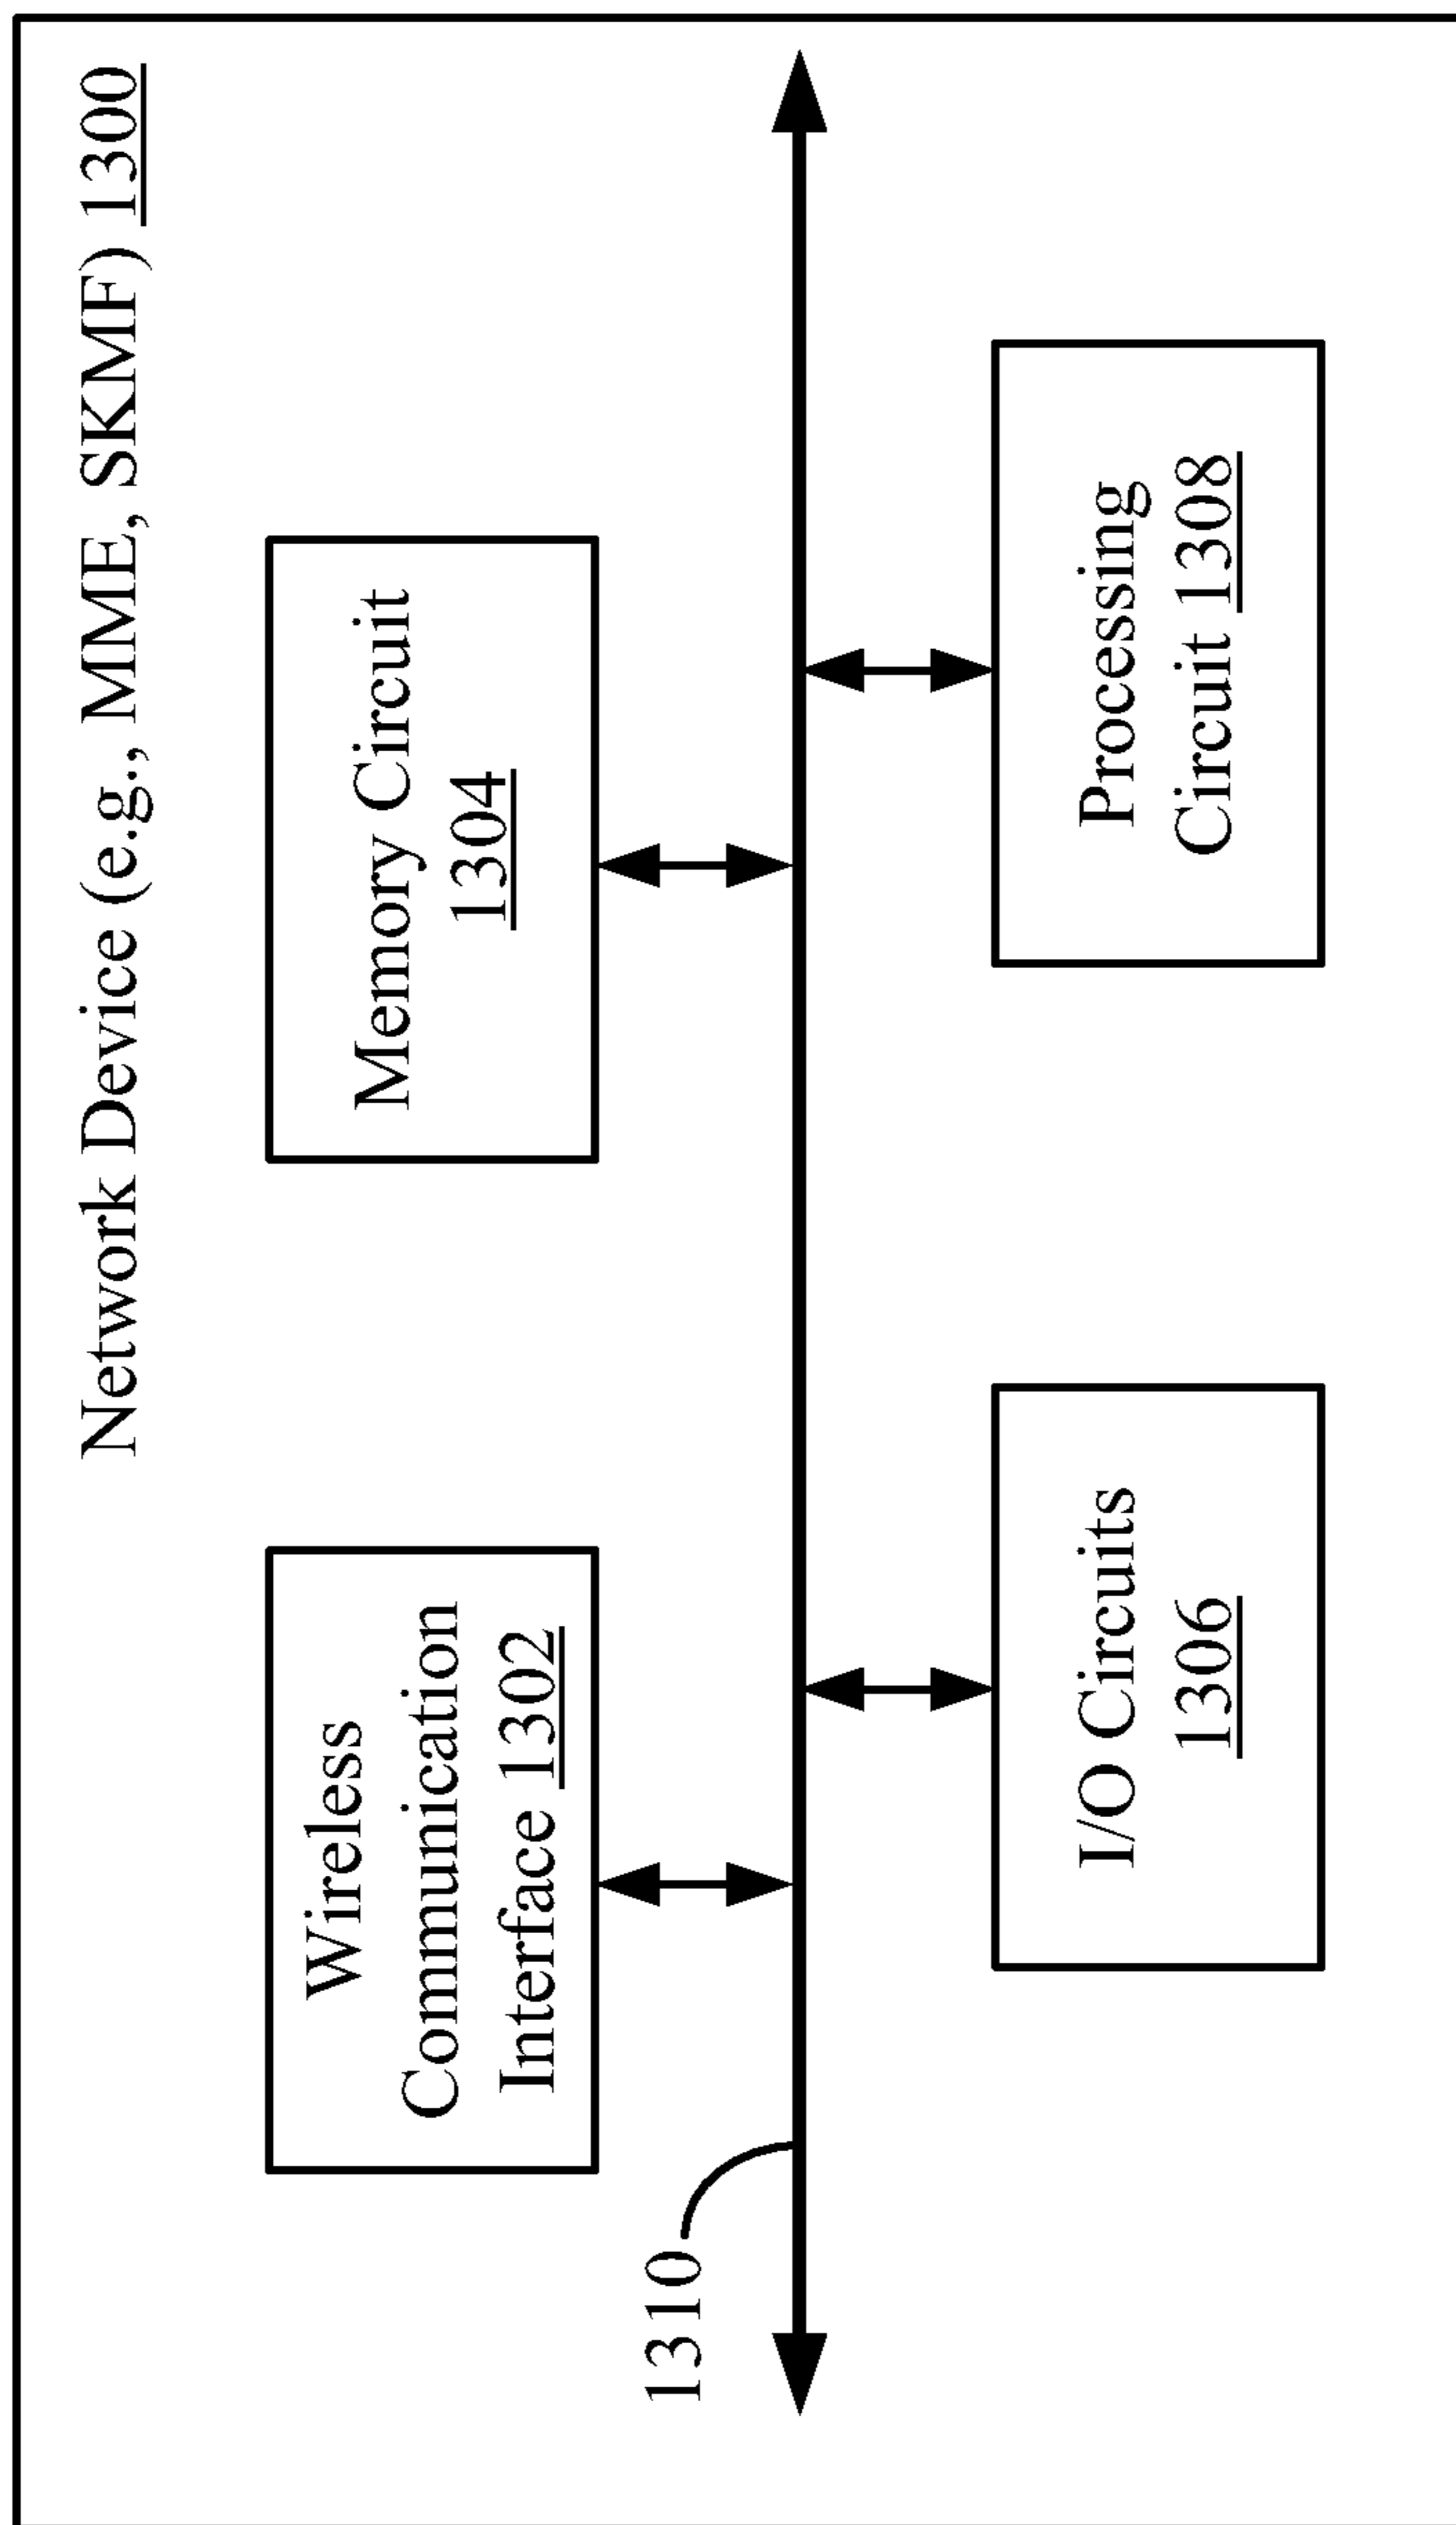 Network Device (e.g., MME, SKMF) 1300
Wireless
Communication
Interface 1302
Memory Circuit
1304
1310
I/O Circuits
1306
Processing
Circuit 1308